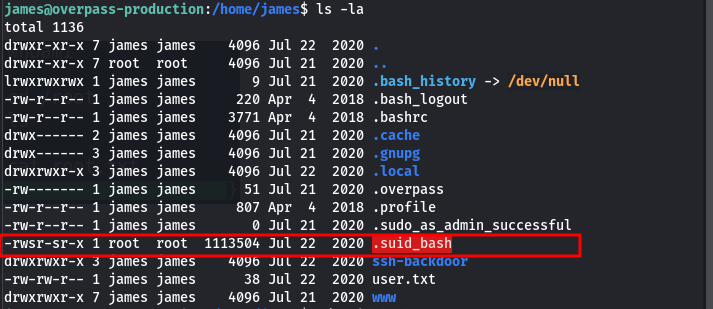 james@overpass-production:/home/james$ ls -la
total 1136
drwxr-xr-x 7 james james    4096 Jul 22  2020 .
drwxr-xr-x 7 root  root     4096 Jul 21  2020 ..
lrwxrwxrwx 1 james james       9 Jul 21  2020 .bash_history -> /dev/null
-rw-r--r-- 1 james james     220 Apr  4  2018 .bash_logout
-rw-r--r-- 1 james james    3771 Apr  4  2018 .bashrc
drwx------ 2 james james    4096 Jul 21  2020 .cache
drwx------ 3 james james    4096 Jul 21  2020 .gnupg
drwxrwxr-x 3 james james    4096 Jul 22  2020 .local
-rw------- 1 james james      51 Jul 21  2020 .overpass
-rw-r--r-- 1 james james     807 Apr  4  2018 .profile
-rw-r--r-- 1 james james       0 Jul 21  2020 .sudo_as_admin_successful
-rwsr-sr-x 1 root  root  1113504 Jul 22  2020 .suid_bash
drwxrwxr-x 3 james james    4096 Jul 22  2020 ssh-backdoor
-rw-rw-r-- 1 james james      38 Jul 22  2020 user.txt
drwxrwxr-x 7 james james    4096 Jul 21  2020 www